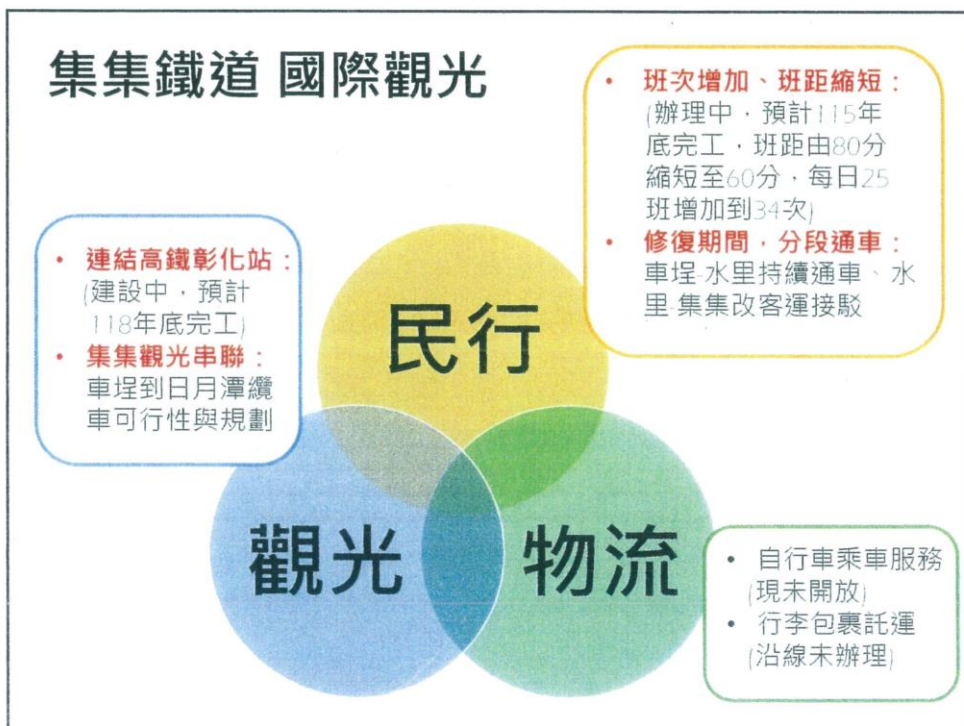 集集鐵道 國際觀光
• 班次增加、班距縮短：
(辦理中，預計115年
底完工，班距由80分
縮短至60分，每日25
班增加到34次)
• 修復期間，分段通車：
車埕-水里持續通車、水
里-集集改客運接駁
• 連結高鐵彰化站：
(建設中，預計
118年底完工)
• 集集觀光串聯：
車埕到日月潭纜
車可行性與規劃
民行
觀光
物流
• 自行車乘車服務
(現未開放)
• 行李包裹託運
(沿線未辦理)